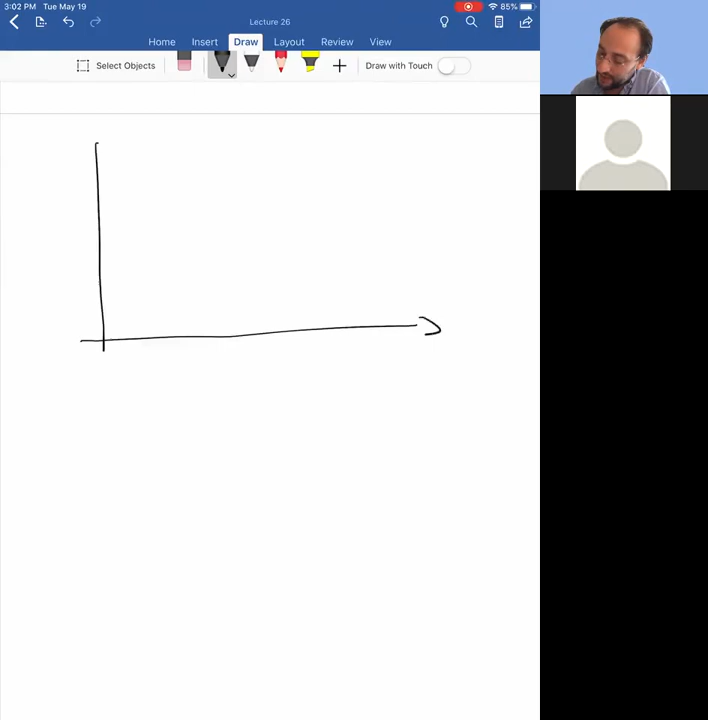 3:02 PM Tue May 19
85%
Lecture 26
Home Insert Draw Layout Review View
Select Objects
Draw with Touch